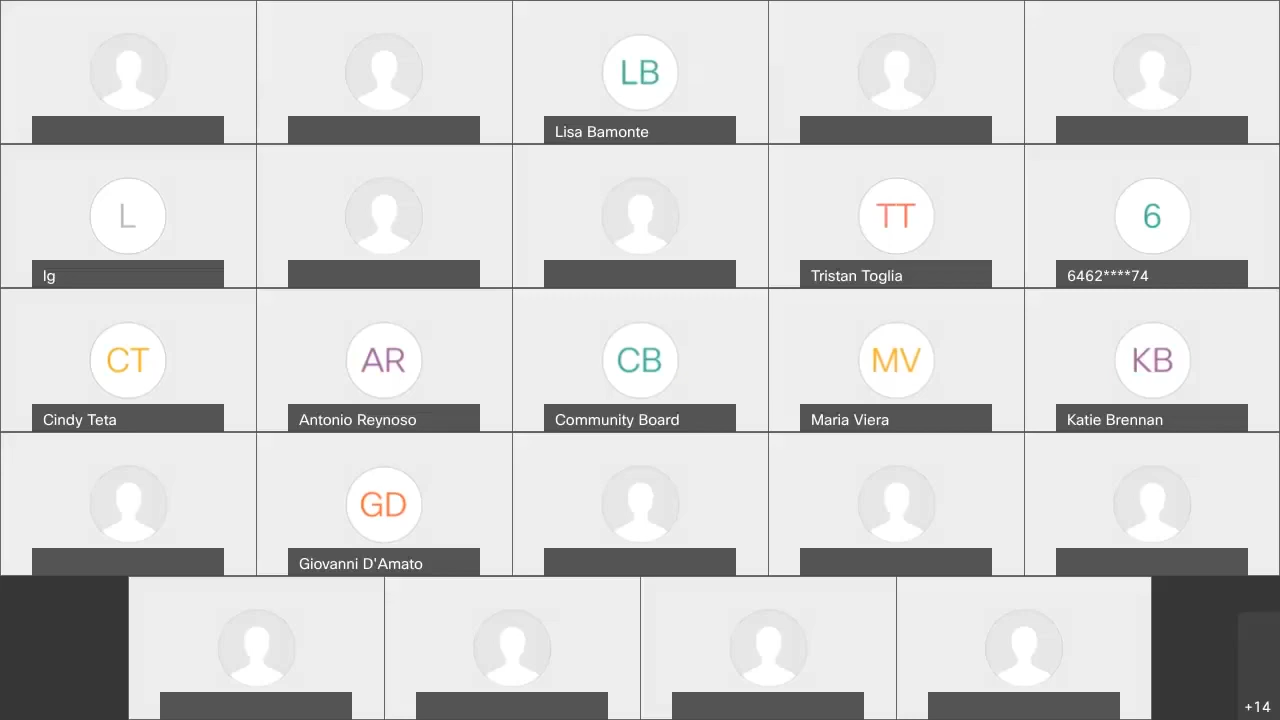 LB
Lisa Bamonte
L
lg
TT
Tristan Toglia
6
6462****74
CT
Cindy Teta
AR
Antonio Reynoso
CB
Community Board
MV
Maria Viera
KB
Katie Brennan
GD
Giovanni D'Amato
+14